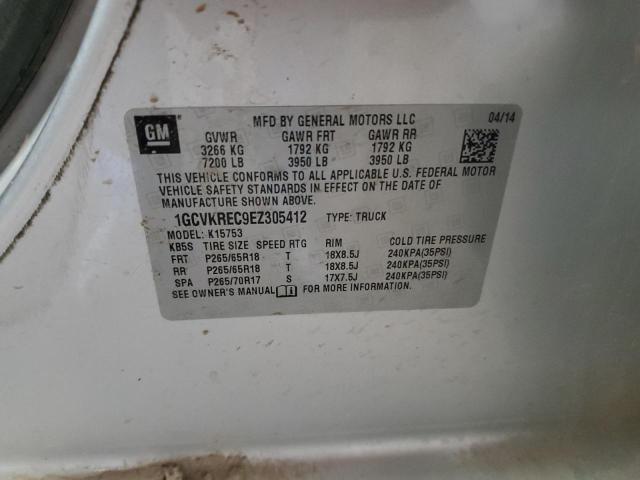 MFD BY GENERAL MOTORS LLC 04/14
GM
GVWR GAWR FRT GAWR RR
3266 KG 1792 KG 1792 KG
7200 LB 3950 LB 3950 LB
THIS VEHICLE CONFORMS TO ALL APPLICABLE U.S. FEDERAL MOTOR
VEHICLE SAFETY STANDARDS IN EFFECT ON THE DATE OF
MANUFACTURE SHOWN ABOVE.
1GCVKREC9EZ305412 TYPE: TRUCK
MODEL: K15753
KB5S TIRE SIZE SPEED RTG RIM COLD TIRE PRESSURE
FRT P265/65R18 T 18X8.5J 240KPA(35PSI)
RR P265/65R18 T 18X8.5J 240KPA(35PSI)
SPA P265/70R17 S 17X7.5J 240KPA(35PSI)
SEE OWNER'S MANUAL FOR MORE INFORMATION.